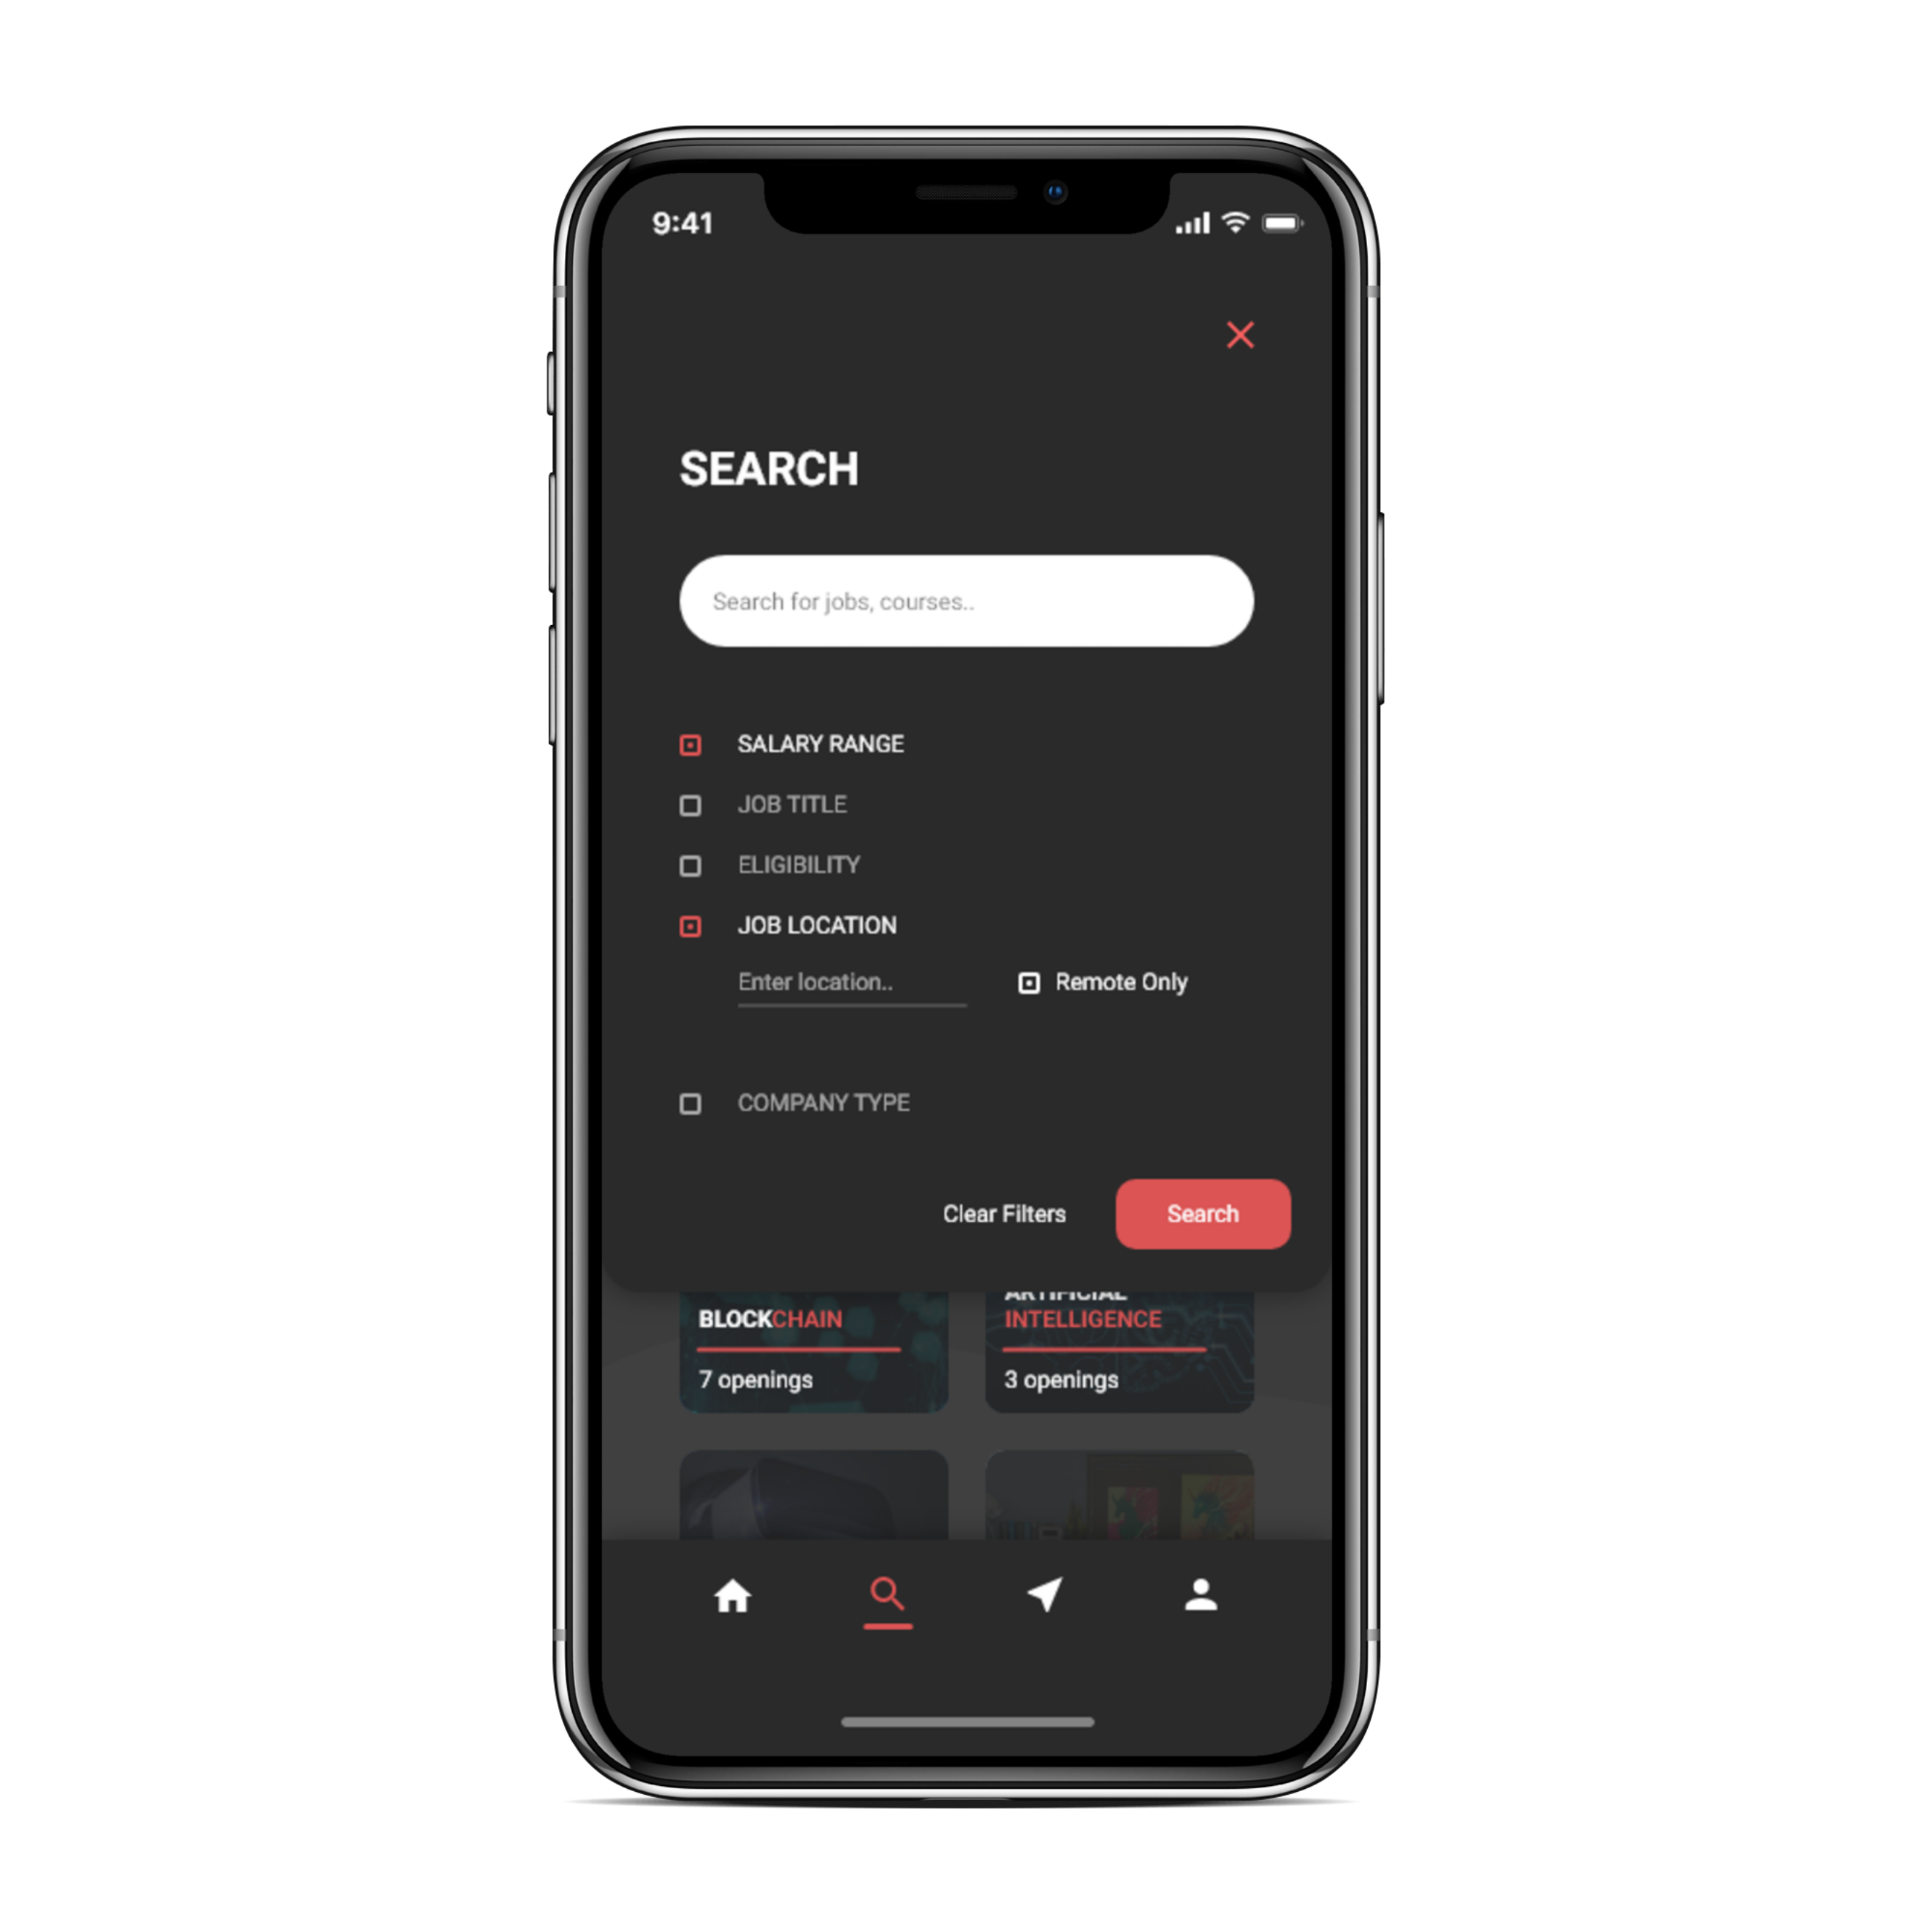 9:41
SEARCH
Search for jobs, courses..
SALARY RANGE
JOB TITLE
ELIGIBILITY
JOB LOCATION
Enter location..
Remote Only
COMPANY TYPE
Clear Filters
Search
BLOCKCHAIN
7 openings
ARTIFICIAL
INTELLIGENCE
3 openings